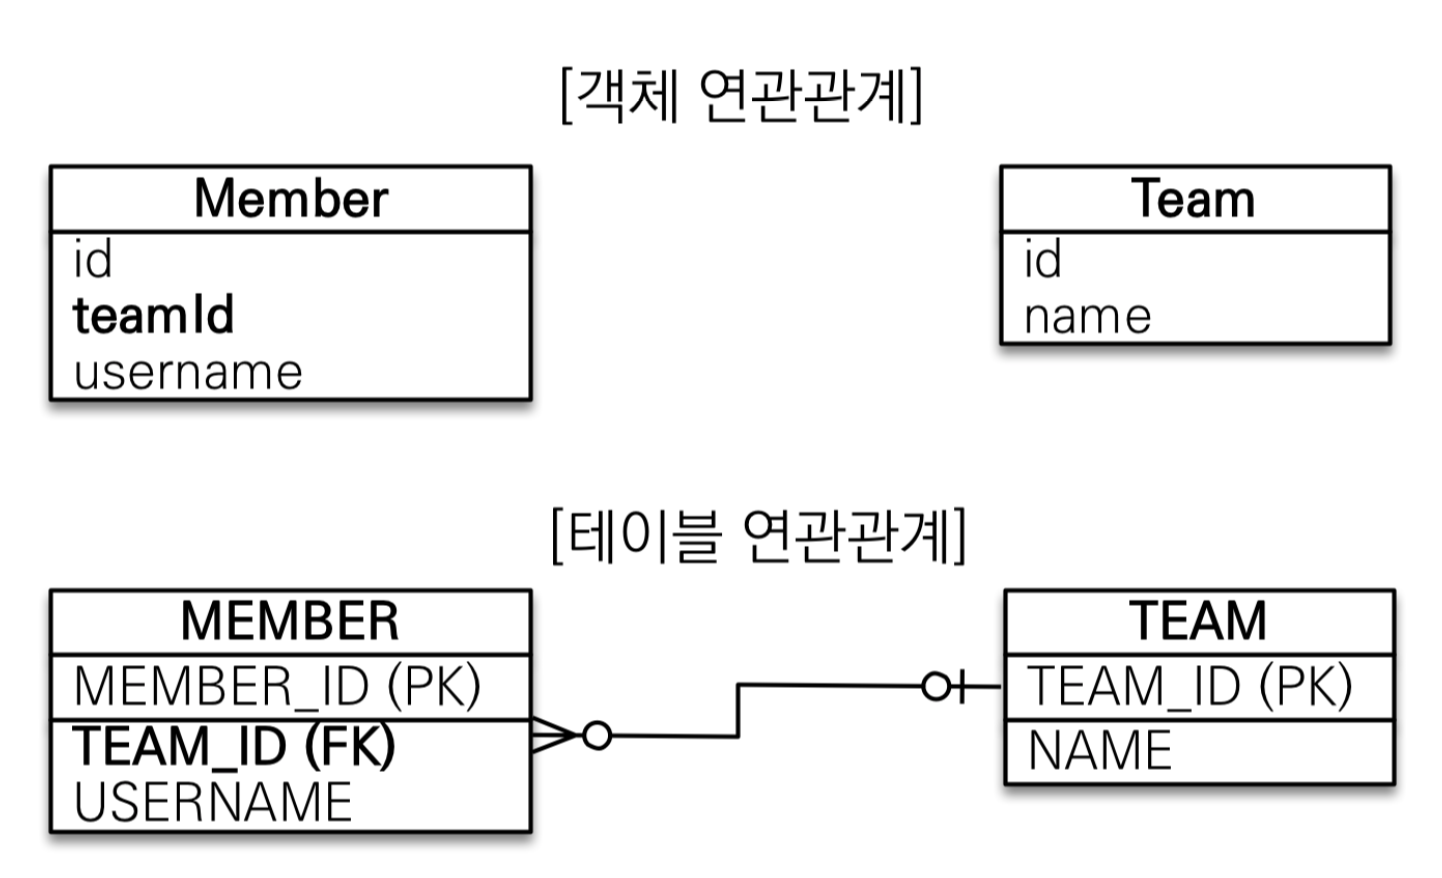 [객체 연관관계]
Member
id
teamId
username
Team
id
name
[테이블 연관관계]
MEMBER
MEMBER_ID (PK)
TEAM_ID (FK)
USERNAME
TEAM
TEAM_ID (PK)
NAME